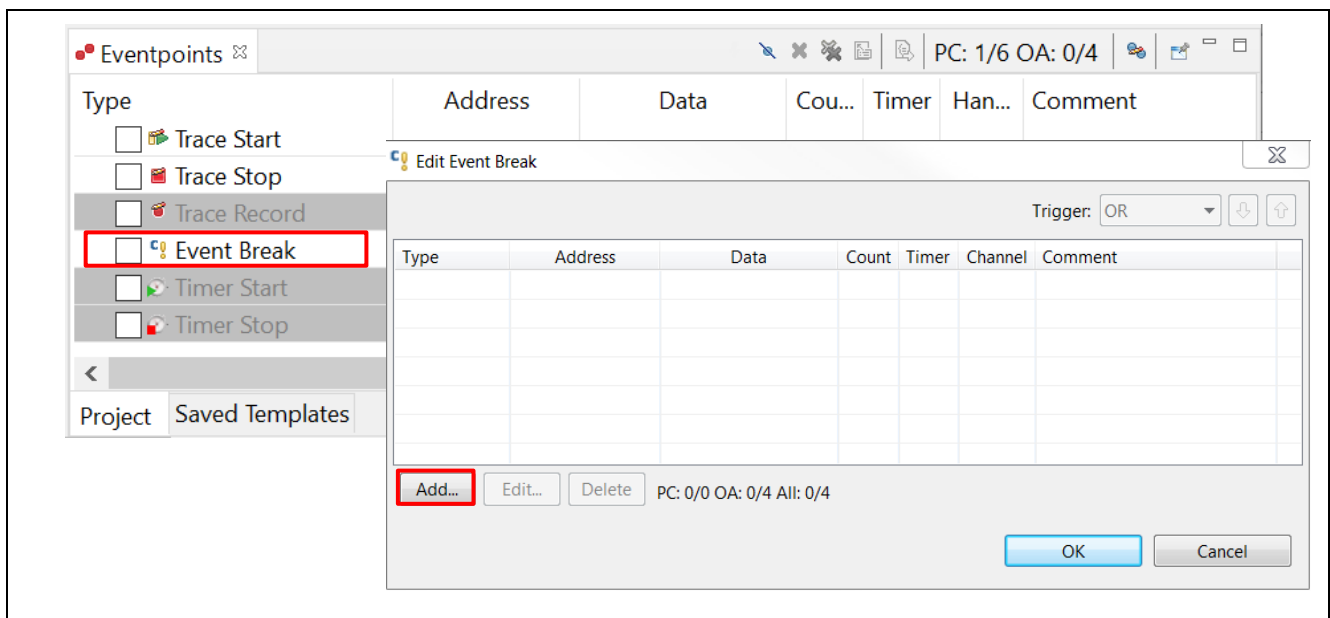 Eventpoints
PC: 1/6 OA: 0/4
Type Address Data Cou... Timer Han... Comment
Trace Start
Trace Stop
Trace Record
Event Break
Timer Start
Timer Stop
Project Saved Templates
Edit Event Break
Trigger: OR
Type Address Data Count Timer Channel Comment
Add... Edit... Delete PC: 0/0 OA: 0/4 All: 0/4
OK Cancel